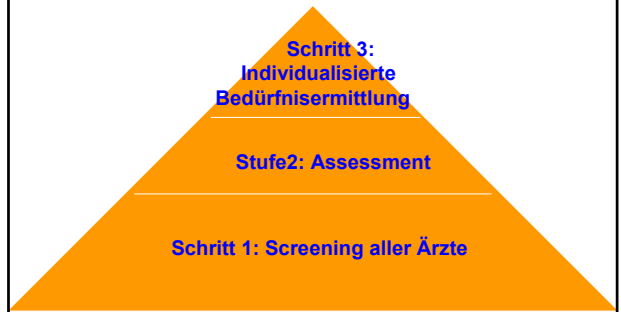 Schritt 3:
Individualisierte
Bedürfnisermittlung
Stufe2: Assessment
Schritt 1: Screening aller Ärzte